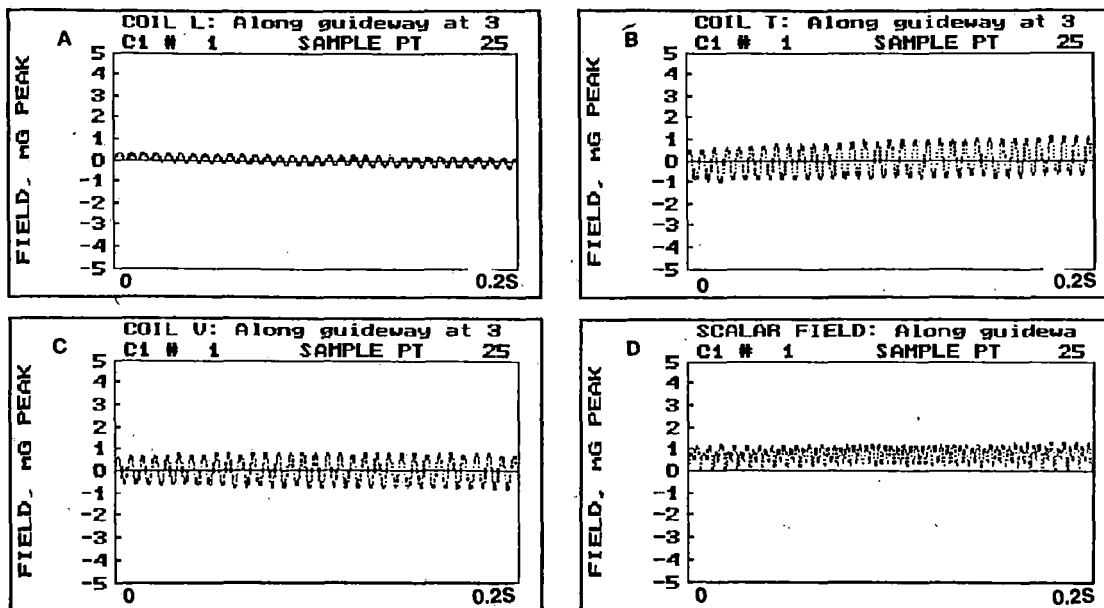 A
COIL L: Along guideway at 3
C1 # 1 SAMPLE PT 25
FIELD, mG PEAK
5
4
3
2
1
0
-1
-2
-3
-4
-5
0 0.2S
B
COIL T: Along guideway at 3
C1 # 1 SAMPLE PT 25
FIELD, mG PEAK
5
4
3
2
1
0
-1
-2
-3
-4
-5
0 0.2S
C
COIL V: Along guideway at 3
C1 # 1 SAMPLE PT 25
FIELD, mG PEAK
5
4
3
2
1
0
-1
-2
-3
-4
-5
0 0.2S
D
SCALAR FIELD: Along guidewa
C1 # 1 SAMPLE PT 25
FIELD, mG PEAK
5
4
3
2
1
0
-1
-2
-3
-4
-5
0 0.2S